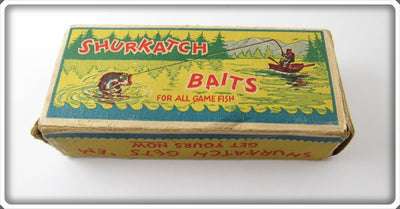 SHURKATCH
BAITS
FOR ALL GAME FISH
SHURKATCH GETS 'EM
GET YOURS NOW